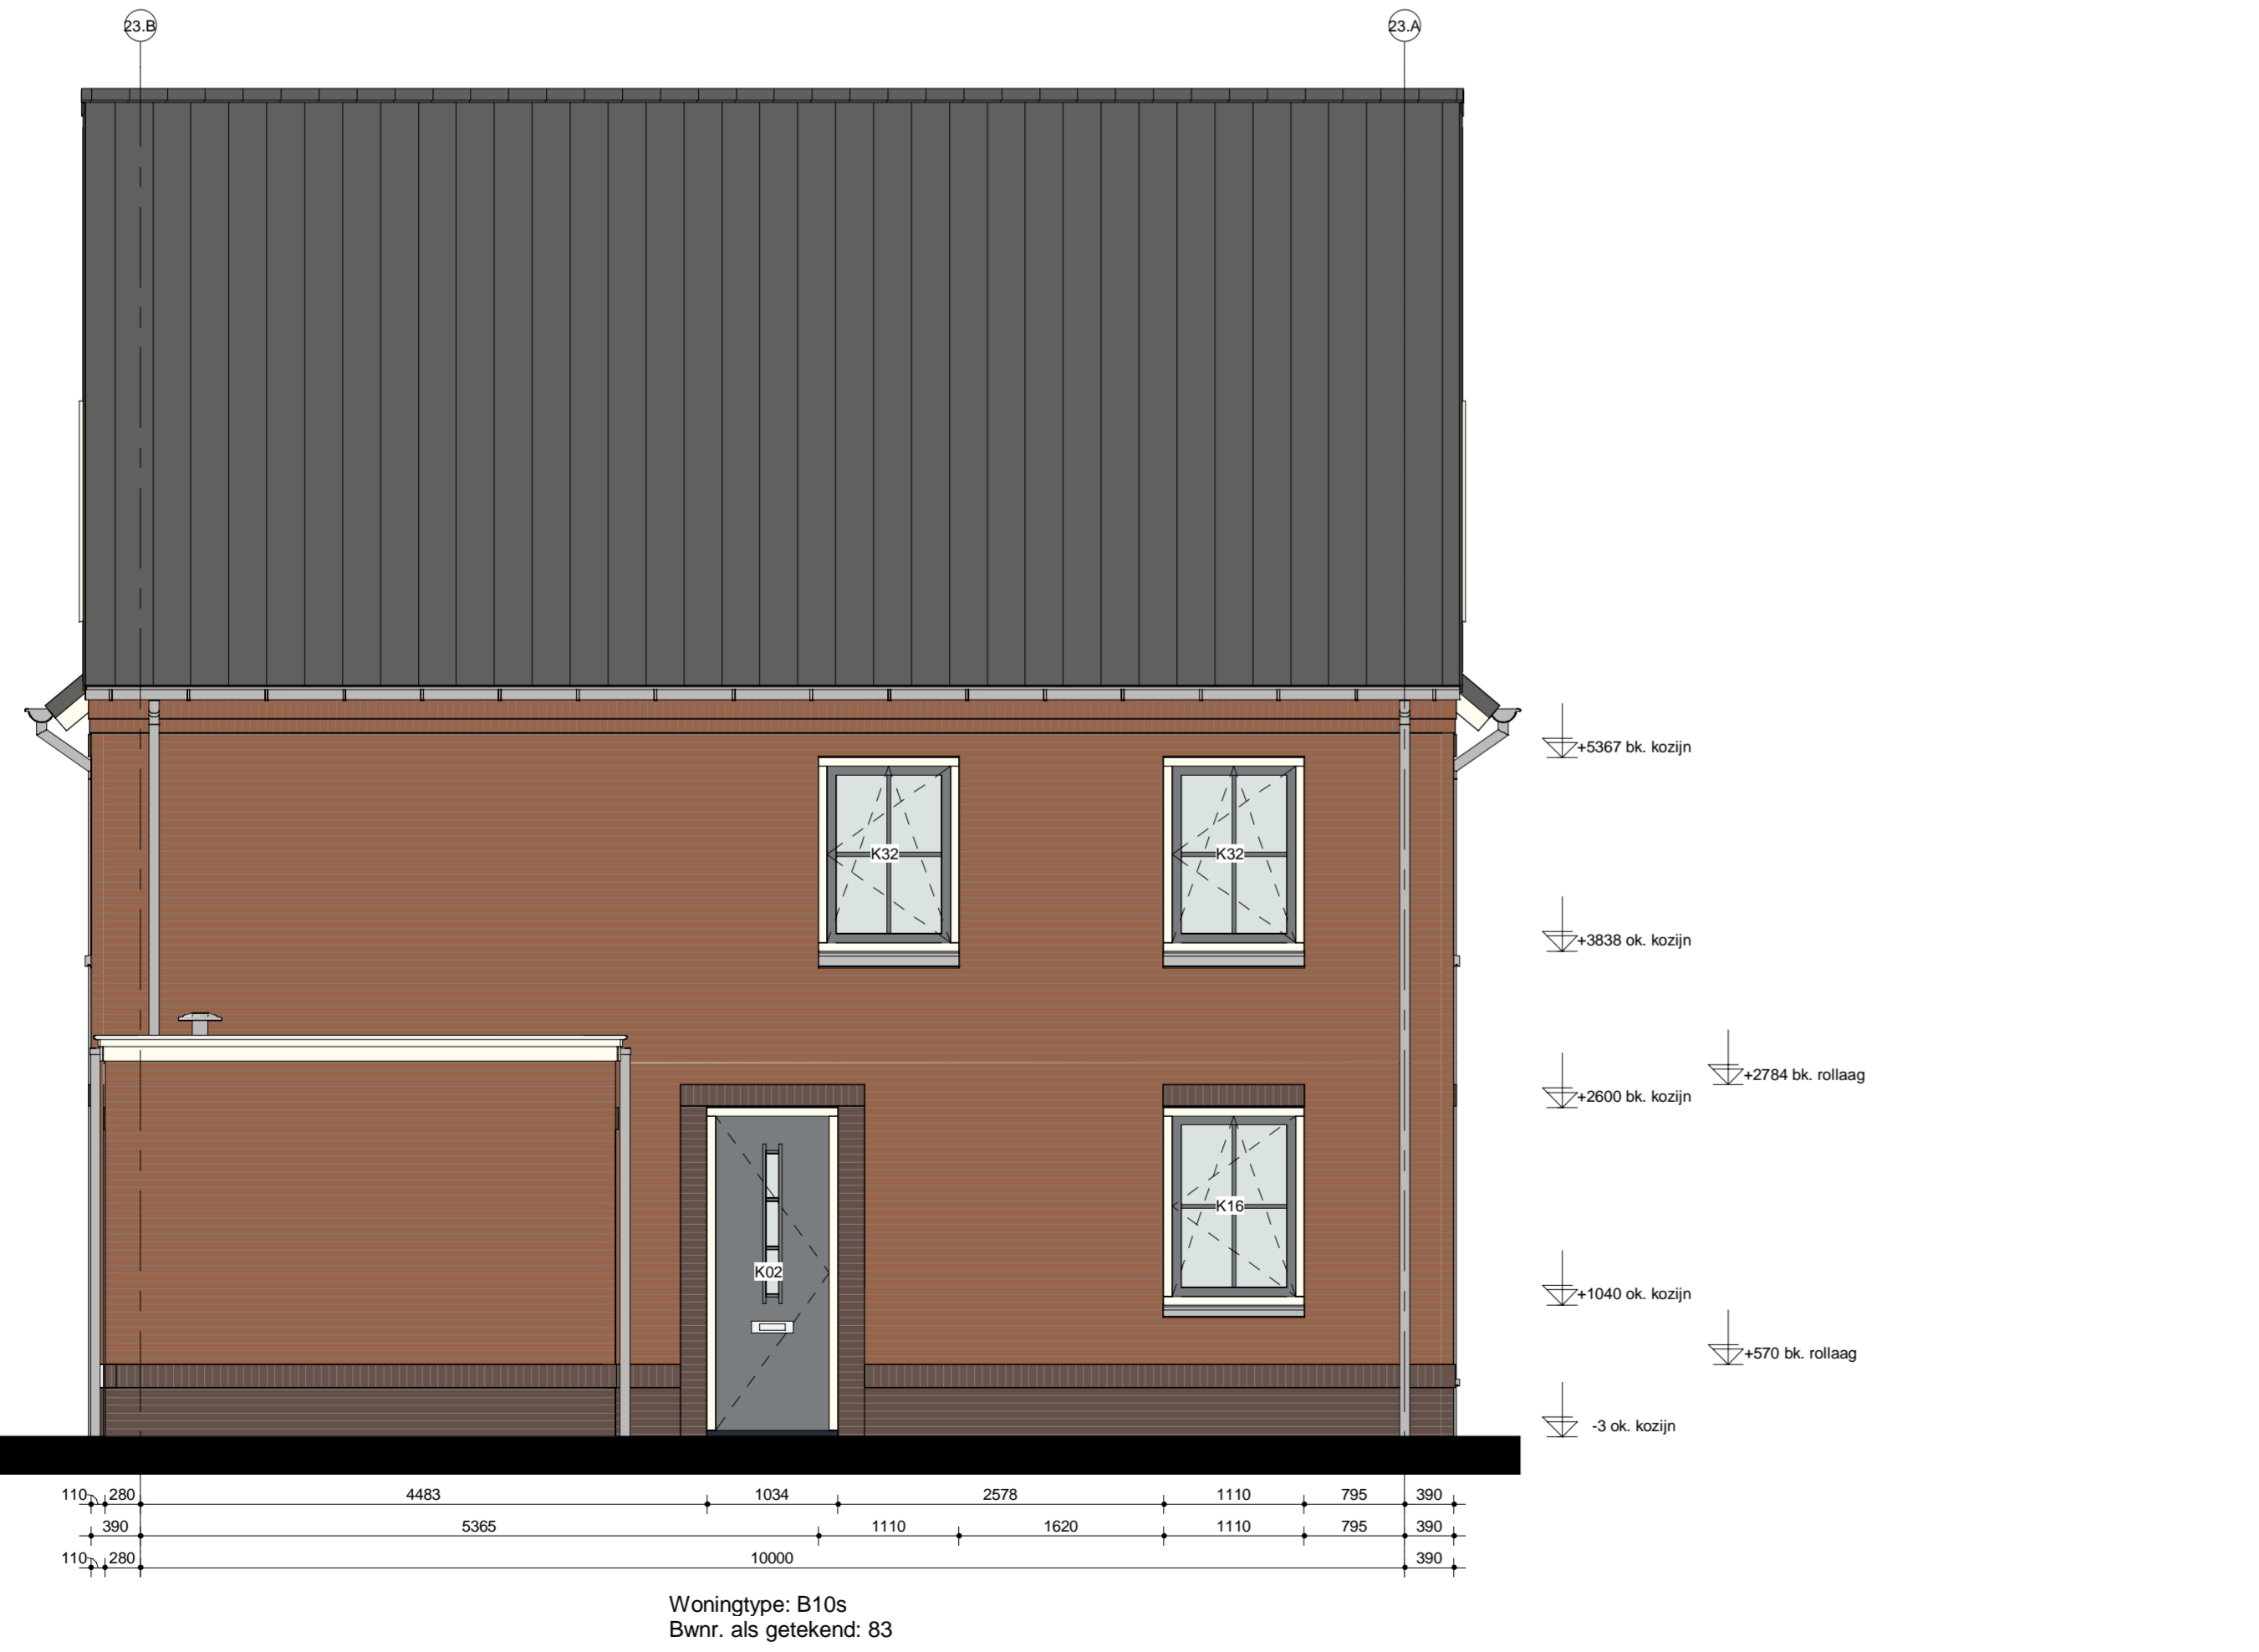 23.B 23.A
+5367 bk. kozijn
K32 K32
+3838 ok. kozijn
+2784 bk. rollaag
+2600 bk. kozijn
K16
K02
+1040 ok. kozijn
+570 bk. rollaag
-3 ok. kozijn
110 280 4483 1034 2578 1110 795 390
390 5365 1110 1620 1110 795 390
110 280 10000 390
Woningtype: B10s
Bwnr. als getekend: 83